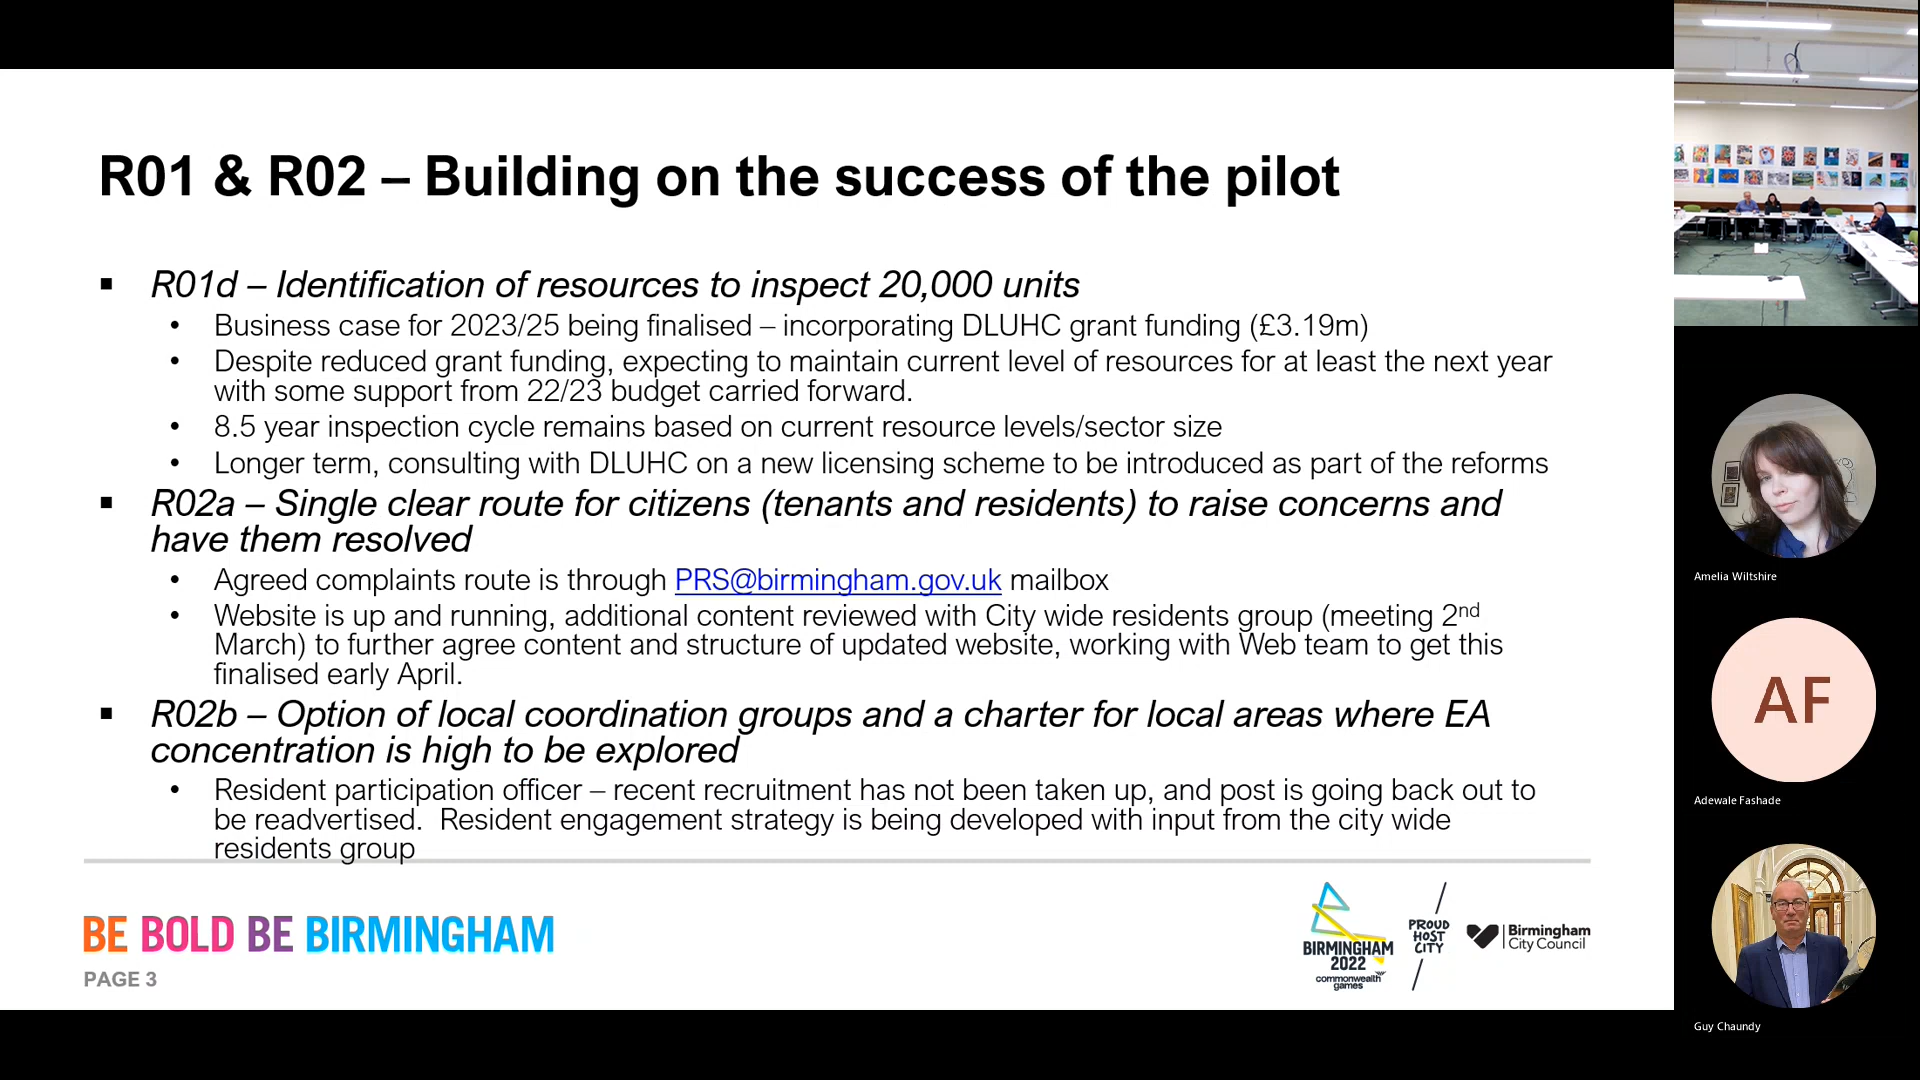 R01 & R02 – Building on the success of the pilot
▪ R01d – Identification of resources to inspect 20,000 units
• Business case for 2023/25 being finalised – incorporating DLUHC grant funding (£3.19m)
• Despite reduced grant funding, expecting to maintain current level of resources for at least the next year
with some support from 22/23 budget carried forward.
• 8.5 year inspection cycle remains based on current resource levels/sector size
• Longer term, consulting with DLUHC on a new licensing scheme to be introduced as part of the reforms
▪ R02a – Single clear route for citizens (tenants and residents) to raise concerns and
have them resolved
• Agreed complaints route is through PRS@birmingham.gov.uk mailbox
• Website is up and running, additional content reviewed with City wide residents group (meeting 2nd
March) to further agree content and structure of updated website, working with Web team to get this
finalised early April.
▪ R02b – Option of local coordination groups and a charter for local areas where EA
concentration is high to be explored
• Resident participation officer – recent recruitment has not been taken up, and post is going back out to
be readvertised.  Resident engagement strategy is being developed with input from the city wide
residents group
BE BOLD BE BIRMINGHAM
PAGE 3
BIRMINGHAM
2022
commonwealth
games
PROUD
HOST
CITY
Birmingham
City Council
Amelia Wiltshire
AF
Adewale Fashade
Guy Chaundy